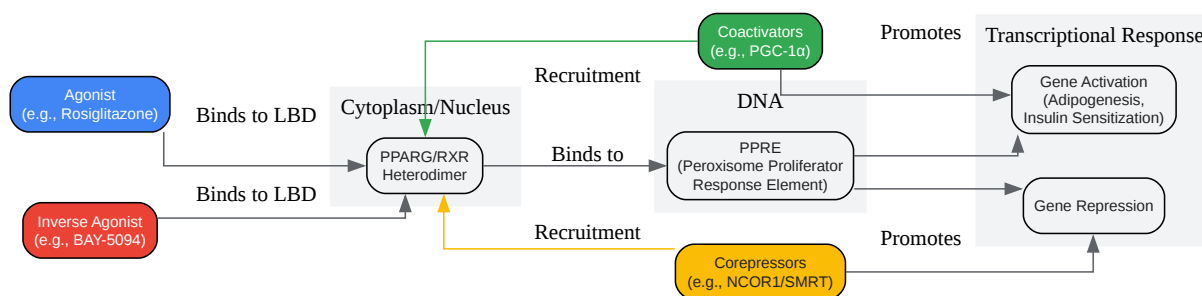 Coactivators
(e.g., PGC-1α)
Promotes
Transcriptional Response
Recruitment
Gene Activation
(Adipogenesis,
Insulin Sensitization)
Agonist
(e.g., Rosiglitazone)
Binds to LBD
Cytoplasm/Nucleus
DNA
PPARG/RXR
Heterodimer
Binds to
PPRE
(Peroxisome Proliferator
Response Element)
Binds to LBD
Gene Repression
Inverse Agonist
(e.g., BAY-5094)
Recruitment
Promotes
Corepressors
(e.g., NCOR1/SMRT)